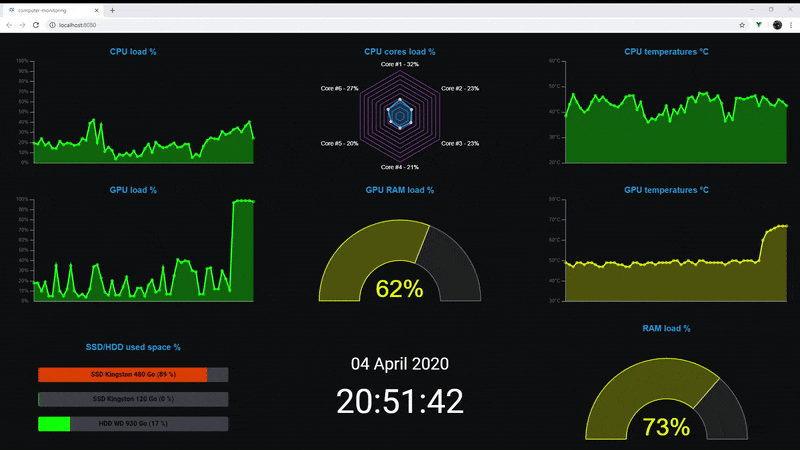 computer-monitoring
localhost:8080
CPU load %
CPU cores load %
CPU temperatures °C
100%
90%
80%
70%
60%
50%
40%
30%
20%
10%
0%
Core #1 - 32%
Core #6 - 27%
Core #2 - 23%
Core #5 - 20%
Core #3 - 23%
Core #4 - 21%
60°C
50°C
40°C
30°C
20°C
GPU load %
GPU RAM load %
GPU temperatures °C
100%
90%
80%
70%
60%
50%
40%
30%
20%
10%
0%
62%
80°C
70°C
60°C
50°C
40°C
30°C
SSD/HDD used space %
SSD Kingston 480 Go (89 %)
SSD Kingston 120 Go (0 %)
HDD WD 930 Go (17 %)
04 April 2020
20:51:42
RAM load %
73%